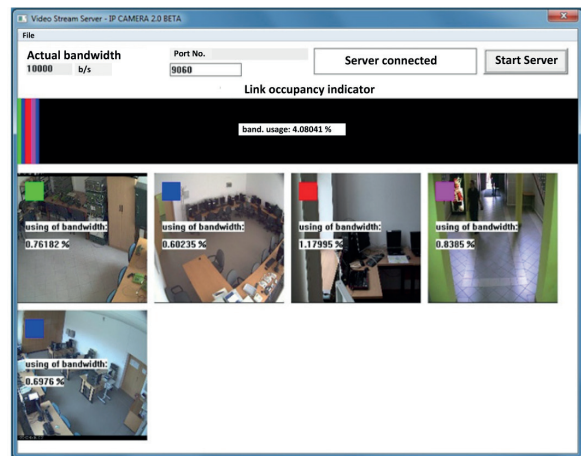 Video Stream Server - IP CAMERA 2.0 BETA
File
Actual bandwidth
10000 b/s
Port No.
9060
Server connected
Start Server
Link occupancy indicator
band. usage: 4.08041 %
using of bandwidth:
0.76182 %
using of bandwidth:
0.60235 %
using of bandwidth:
1.17995 %
using of bandwidth:
0.8385 %
using of bandwidth:
0.6976 %